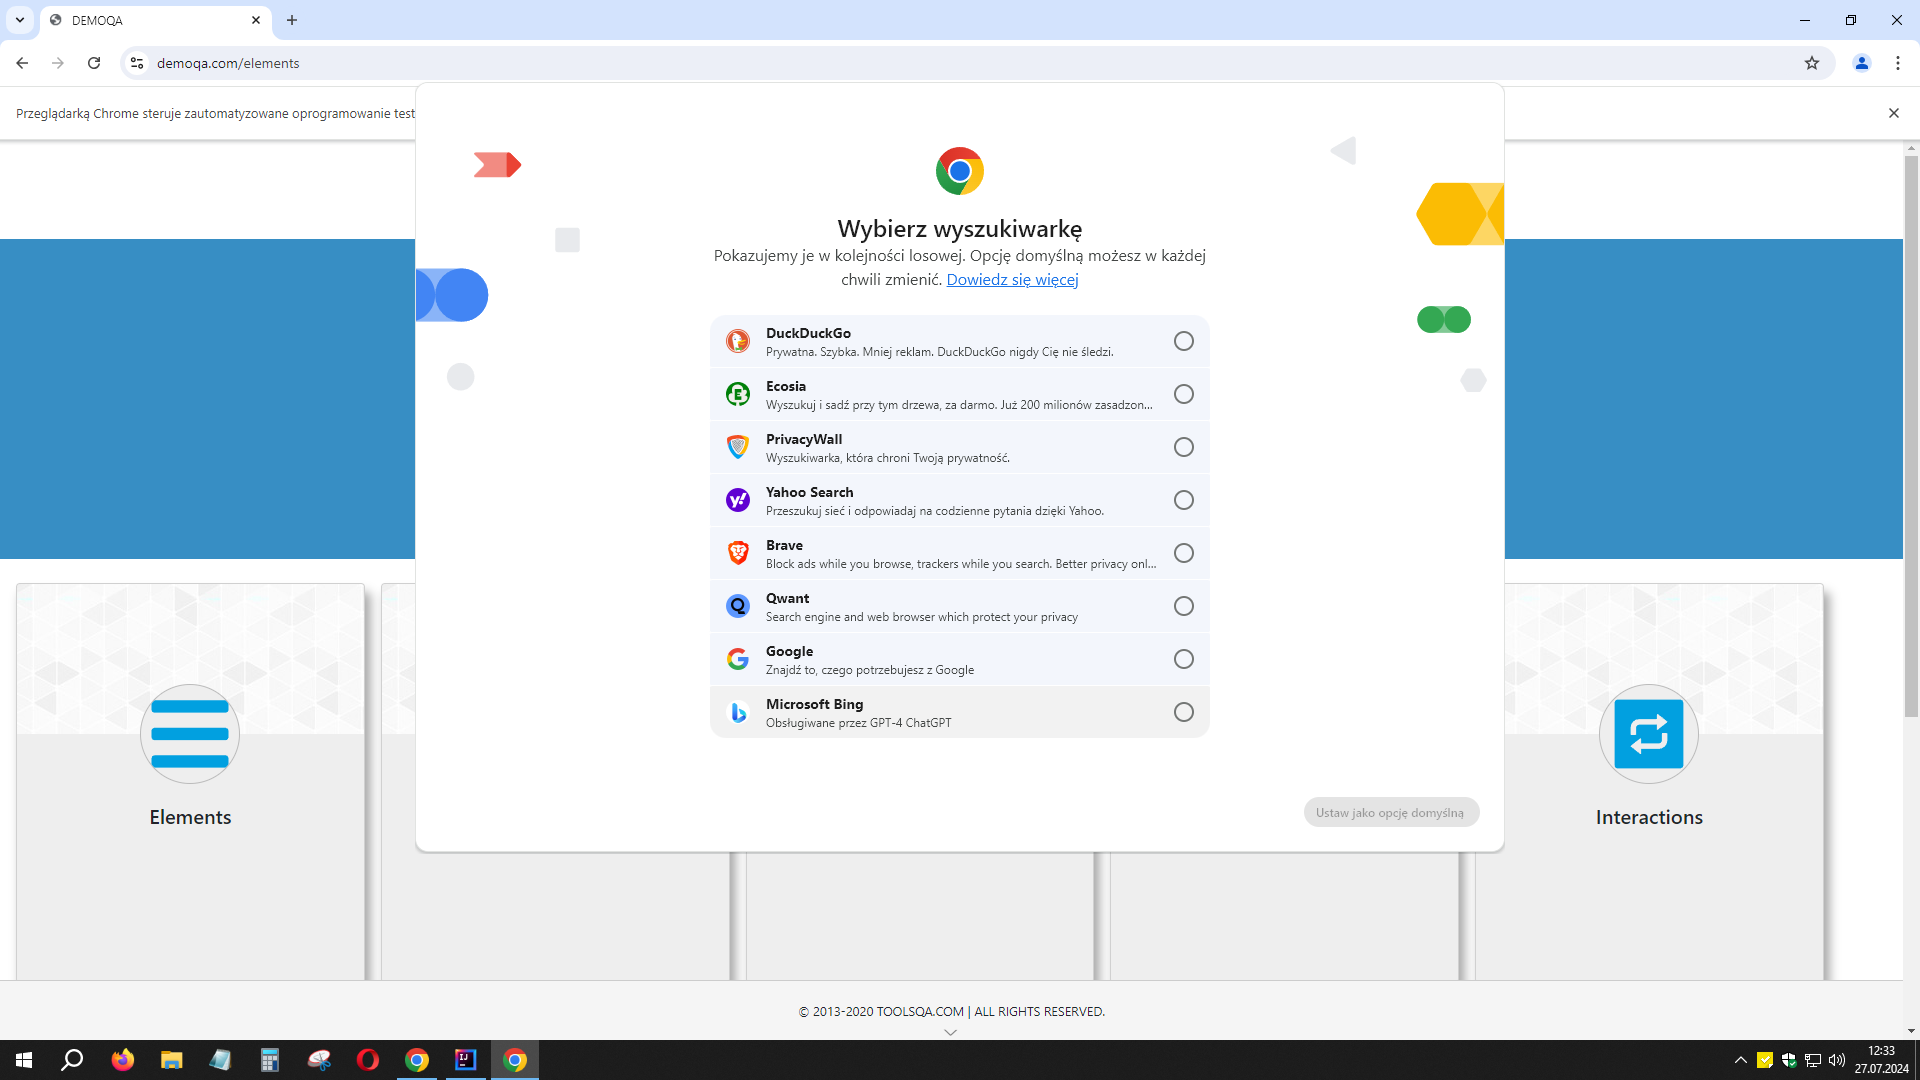 DEMOQA
demoqa.com/elements
Przeglądarką Chrome steruje zautomatyzowane oprogramowanie test
Wybierz wyszukiwarkę
Pokazujemy je w kolejności losowej. Opcję domyślną możesz w każdej
chwili zmienić. Dowiedz się więcej
DuckDuckGo
Prywatna. Szybka. Mniej reklam. DuckDuckGo nigdy Cię nie śledzi.
Ecosia
Wyszukuj i sadź przy tym drzewa, za darmo. Już 200 milionów zasadzon...
PrivacyWall
Wyszukiwarka, która chroni Twoją prywatność.
Yahoo Search
Przeszukuj sieć i odpowiadaj na codzienne pytania dzięki Yahoo.
Brave
Block ads while you browse, trackers while you search. Better privacy onl...
Qwant
Search engine and web browser which protect your privacy
Google
Znajdź to, czego potrzebujesz z Google
Microsoft Bing
Obsługiwane przez GPT-4 ChatGPT
Ustaw jako opcję domyślną
Elements
Interactions
© 2013-2020 TOOLSQA.COM | ALL RIGHTS RESERVED.
12:33
27.07.2024